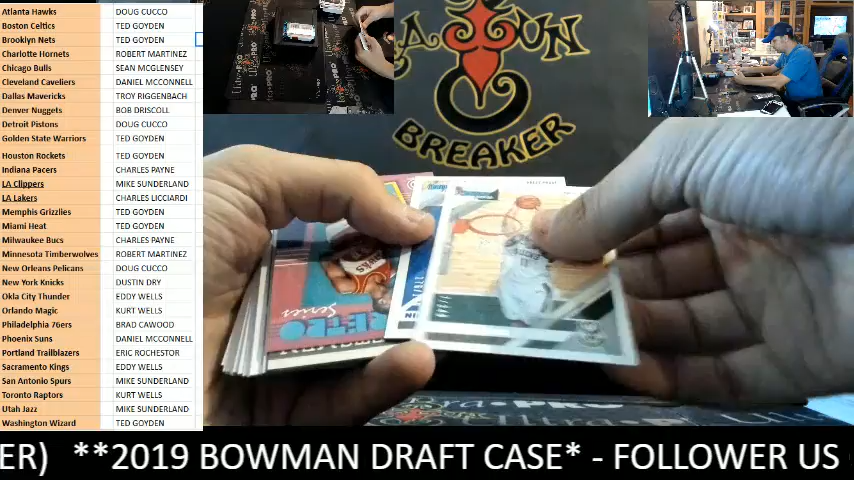 Atlanta Hawks DOUG CUCCO
Boston Celtics TED GOYDEN
Brooklyn Nets TED GOYDEN
Charlotte Hornets ROBERT MARTINEZ
Chicago Bulls SEAN MCGLENSEY
Cleveland Caveliers DANIEL MCCONNELL
Dallas Mavericks TROY RIGGENBACH
Denver Nuggets BOB DRISCOLL
Detroit Pistons DOUG CUCCO
Golden State Warriors TED GOYDEN
Houston Rockets TED GOYDEN
Indiana Pacers CHARLES PAYNE
LA Clippers MIKE SUNDERLAND
LA Lakers CHARLES LICCIARDI
Memphis Grizzlies TED GOYDEN
Miami Heat TED GOYDEN
Milwaukee Bucs CHARLES PAYNE
Minnesota Timberwolves ROBERT MARTINEZ
New Orleans Pelicans DOUG CUCCO
New York Knicks DUSTIN DRY
Okla City Thunder EDDY WELLS
Orlando Magic KURT WELLS
Philadelphia 76ers BRAD CAWOOD
Phoenix Suns DANIEL MCCONNELL
Portland Trailblazers ERIC ROCHESTOR
Sacramento Kings EDDY WELLS
San Antonio Spurs MIKE SUNDERLAND
Toronto Raptors KURT WELLS
Utah Jazz MIKE SUNDERLAND
Washington Wizard TED GOYDEN
GUN
BREAKER
RETRO
Series
PRO
ER) **2019 BOWMAN DRAFT CASE* - FOLLOWER US